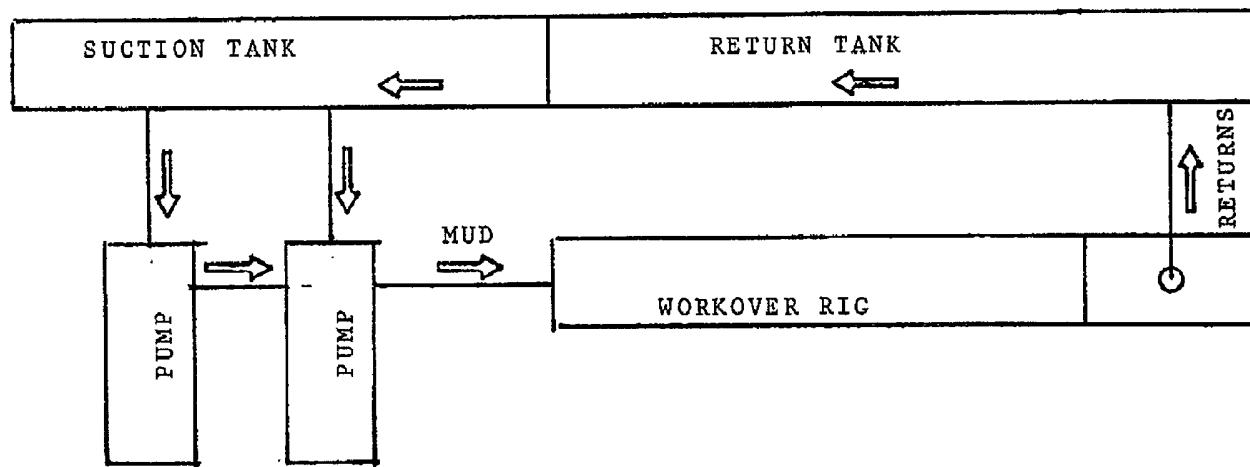 SUCTION TANK
RETURN TANK
RETURNS
MUD
WORKOVER RIG
PUMP
PUMP